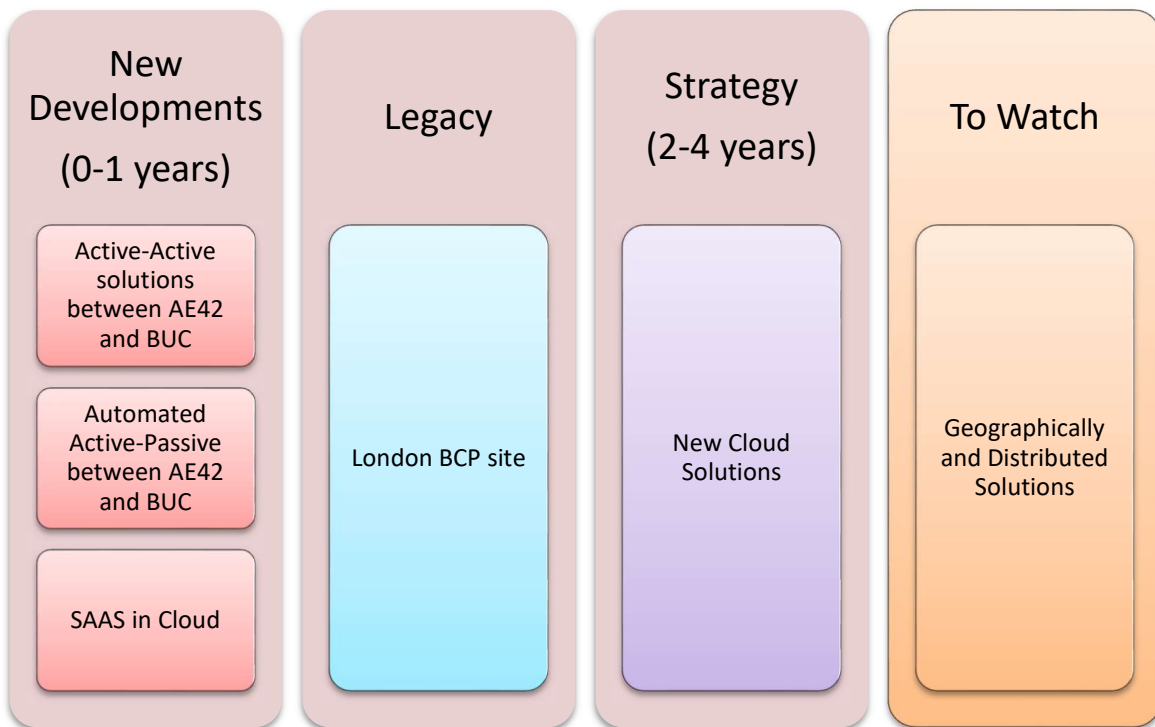 New
Developments
(0-1 years)
Active-Active
solutions
between AE42
and BUC
Automated
Active-Passive
between AE42
and BUC
SAAS in Cloud
Legacy
London BCP site
Strategy
(2-4 years)
New Cloud
Solutions
To Watch
Geographically
and Distributed
Solutions